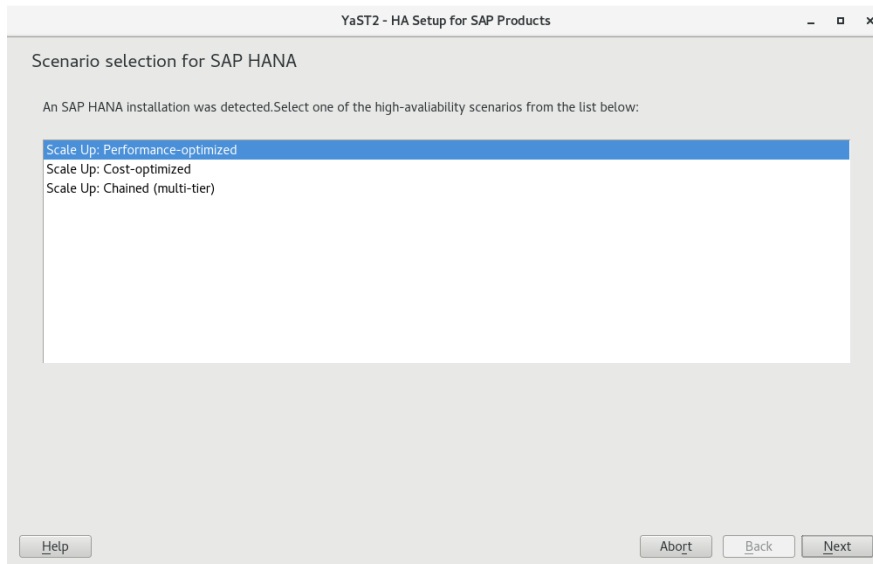 YaST2 - HA Setup for SAP Products
Scenario selection for SAP HANA
An SAP HANA installation was detected.Select one of the high-avaliability scenarios from the list below:
Scale Up: Performance-optimized
Scale Up: Cost-optimized
Scale Up: Chained (multi-tier)
Help Abort Back Next